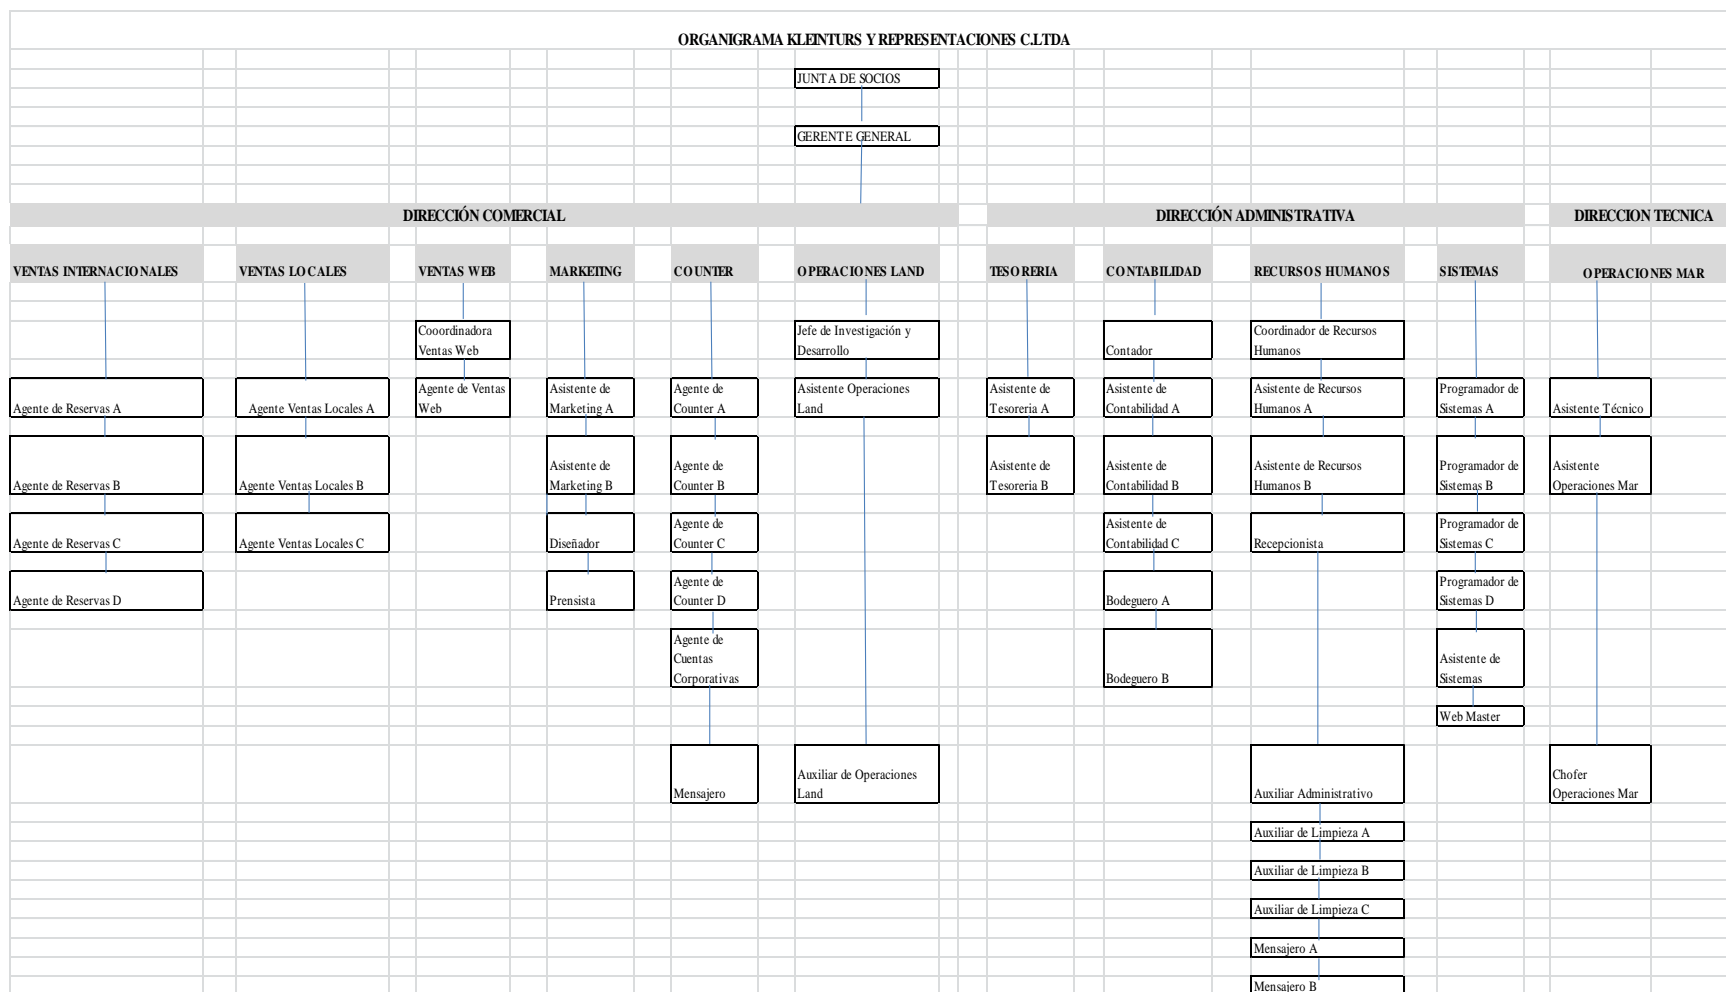 ORGANIGRAMA KLEINTURS Y REPRESENTACIONES C.LTDA
JUNTA DE SOCIOS
GERENTE GENERAL
DIRECCIÓN COMERCIAL
DIRECCIÓN ADMINISTRATIVA
DIRECCION TECNICA
VENTAS INTERNACIONALES
VENTAS LOCALES
VENTAS WEB
MARKETING
COUNTER
OPERACIONES LAND
TESORERIA
CONTABILIDAD
RECURSOS HUMANOS
SISTEMAS
OPERACIONES MAR
Cooordinadora
Ventas Web
Jefe de Investigación y
Desarrollo
Contador
Coordinador de Recursos
Humanos
Agente de Reservas A
Agente Ventas Locales A
Agente de Ventas
Web
Asistente de
Marketing A
Agente de
Counter A
Asistente Operaciones
Land
Asistente de
Tesoreria A
Asistente de
Contabilidad A
Asistente de Recursos
Humanos A
Programador de
Sistemas A
Asistente Técnico
Agente de Reservas B
Agente Ventas Locales B
Asistente de
Marketing B
Agente de
Counter B
Asistente de
Tesoreria B
Asistente de
Contabilidad B
Asistente de Recursos
Humanos B
Programador de
Sistemas B
Asistente
Operaciones Mar
Agente de Reservas C
Agente Ventas Locales C
Diseñador
Agente de
Counter C
Asistente de
Contabilidad C
Recepcionista
Programador de
Sistemas C
Agente de Reservas D
Prensista
Agente de
Counter D
Bodeguero A
Programador de
Sistemas D
Agente de
Cuentas
Corporativas
Bodeguero B
Asistente de
Sistemas
Web Master
Mensajero
Auxiliar de Operaciones
Land
Auxiliar Administrativo
Chofer
Operaciones Mar
Auxiliar de Limpieza A
Auxiliar de Limpieza B
Auxiliar de Limpieza C
Mensajero A
Mensajero B